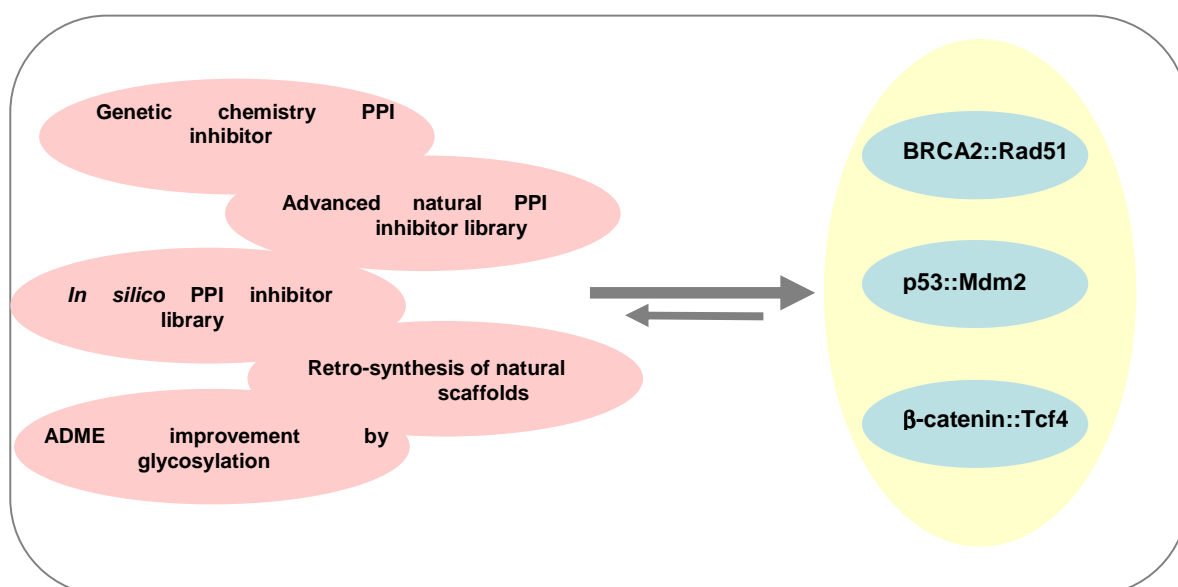 Genetic chemistry PPI
inhibitor
Advanced natural PPI
inhibitor library
In silico PPI inhibitor
library
Retro-synthesis of natural
scaffolds
ADME improvement by
glycosylation
BRCA2::Rad51
p53::Mdm2
β-catenin::Tcf4